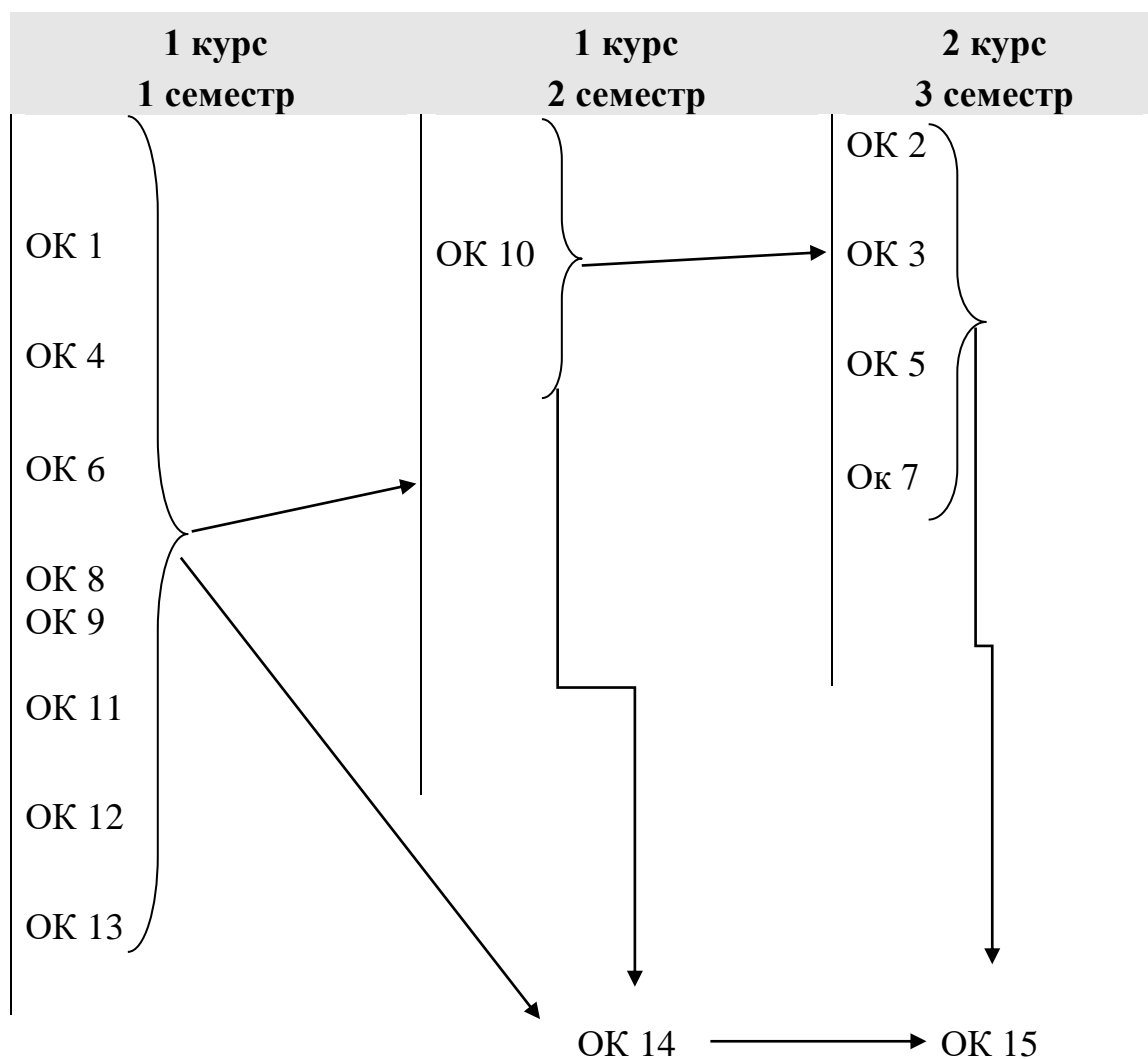 1 курс
1 семестр
1 курс
2 семестр
2 курс
3 семестр
ОК 1
ОК 4
ОК 6
ОК 8
ОК 9
ОК 11
ОК 12
ОК 13
ОК 10
ОК 2
ОК 3
ОК 5
Ок 7
ОК 14
ОК 15